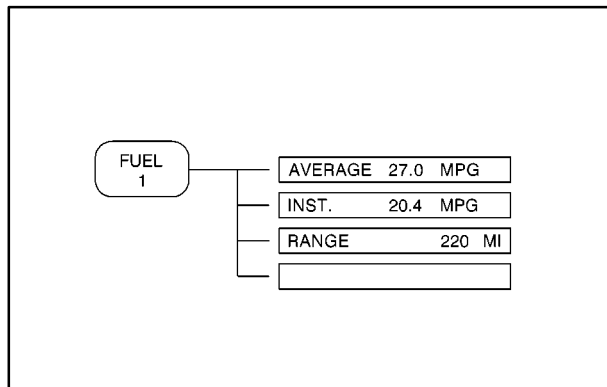 FUEL
1
AVERAGE 27.0 MPG
INST. 20.4 MPG
RANGE 220 MI